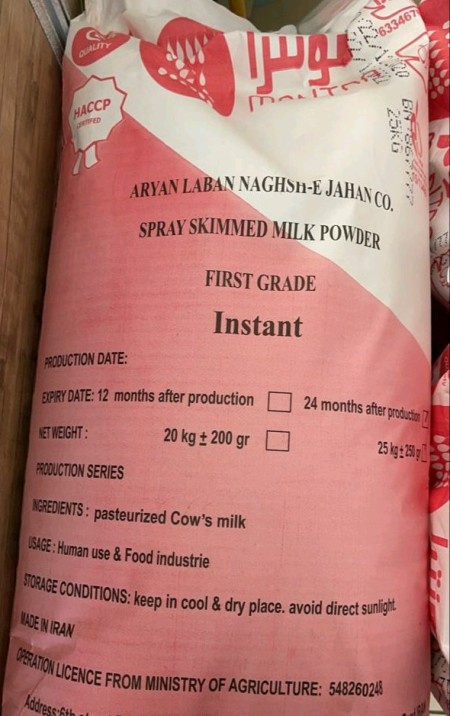 QUALITY
HACCP
CERTIFIED
مونترا
25KG
ARYAN LABAN NAGHSH-E JAHAN CO.
SPRAY SKIMMED MILK POWDER
FIRST GRADE
Instant
PRODUCTION DATE:
EXPIRY DATE: 12 months after production 24 months after production
NET WEIGHT : 20 kg ± 200 gr 25 kg ± 250 gr
PRODUCTION SERIES
INGREDIENTS : pasteurized Cow's milk
USAGE : Human use & Food industrie
STORAGE CONDITIONS: keep in cool & dry place. avoid direct sunlight.
MADE IN IRAN
OPERATION LICENCE FROM MINISTRY OF AGRICULTURE: 548260248